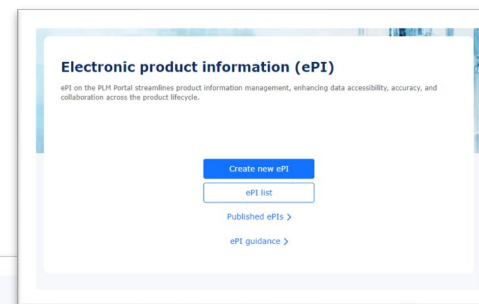 Electronic product information (ePI)
ePI on the PLM Portal streamlines product information management, enhancing data accessibility, accuracy, and
collaboration across the product lifecycle.
Create new ePI
ePI list
Published ePIs >
ePI guidance >